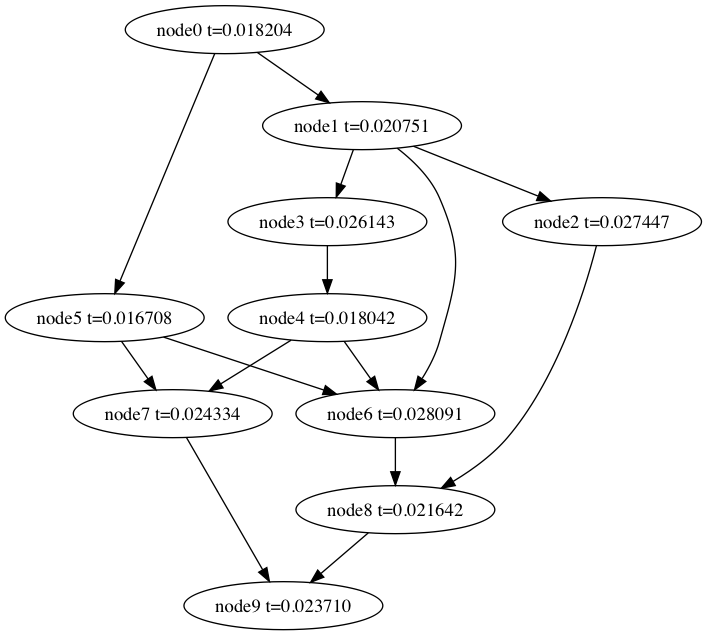 node0 t=0.018204
node1 t=0.020751
node3 t=0.026143
node2 t=0.027447
node5 t=0.016708
node4 t=0.018042
node7 t=0.024334
node6 t=0.028091
node8 t=0.021642
node9 t=0.023710